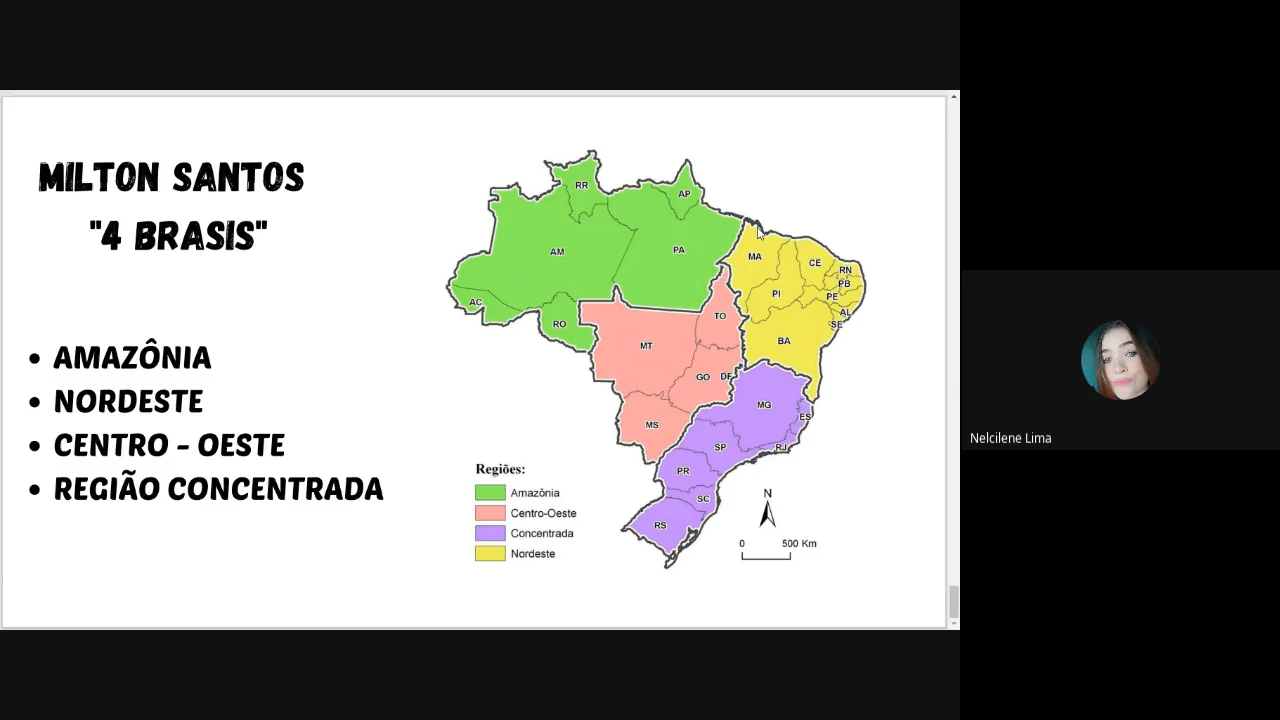 MILTON SANTOS
"4 BRASIS"
• AMAZÔNIA
• NORDESTE
• CENTRO - OESTE
• REGIÃO CONCENTRADA
RR
AP
AM
PA
MA
CE
RN
PB
PI
PE
AC
AL
RO
TO
SE
MT
BA
GO
DF
MG
MS
ES
SP
RJ
PR
SC
RS
Regiões:
Amazônia
Centro-Oeste
Concentrada
Nordeste
N
0 500 Km
Nelcilene Lima